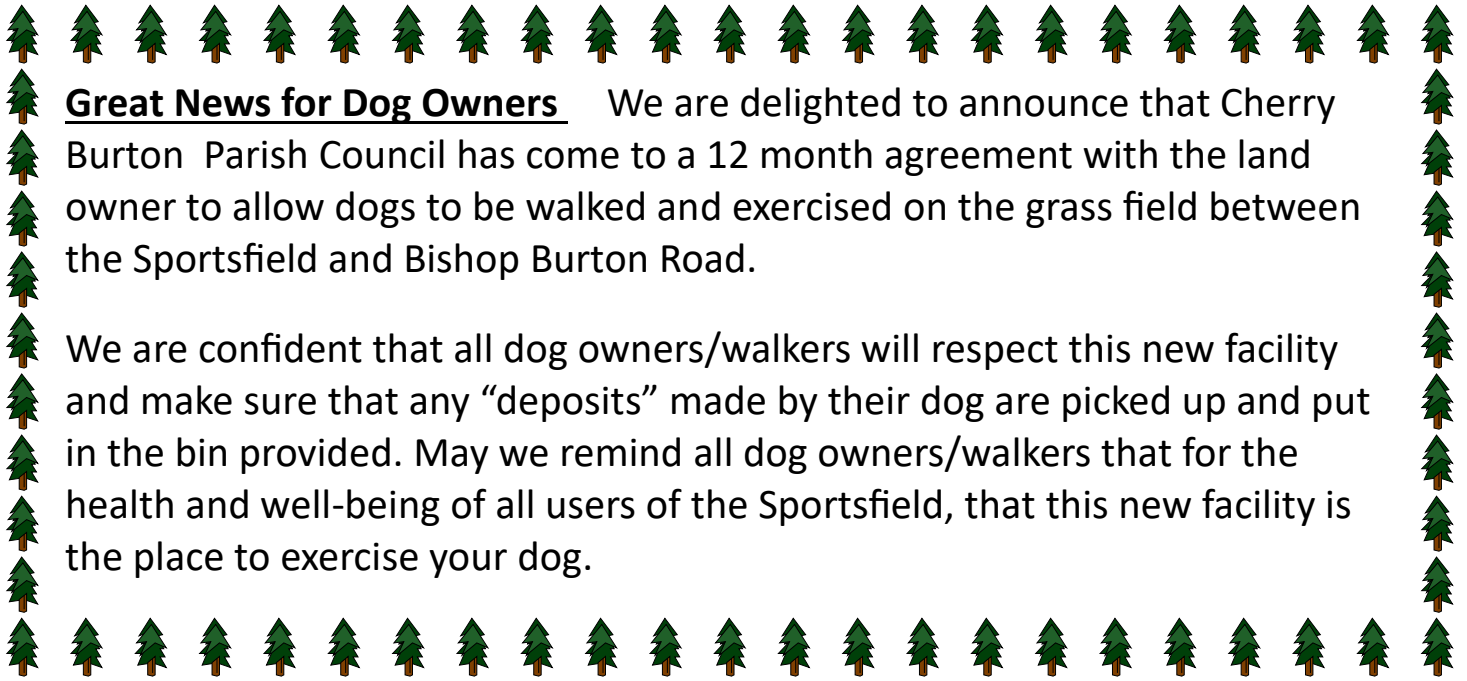 Great News for Dog Owners We are delighted to announce that Cherry
Burton Parish Council has come to a 12 month agreement with the land
owner to allow dogs to be walked and exercised on the grass field between
the Sportsfield and Bishop Burton Road.
We are confident that all dog owners/walkers will respect this new facility
and make sure that any “deposits” made by their dog are picked up and put
in the bin provided. May we remind all dog owners/walkers that for the
health and well-being of all users of the Sportsfield, that this new facility is
the place to exercise your dog.